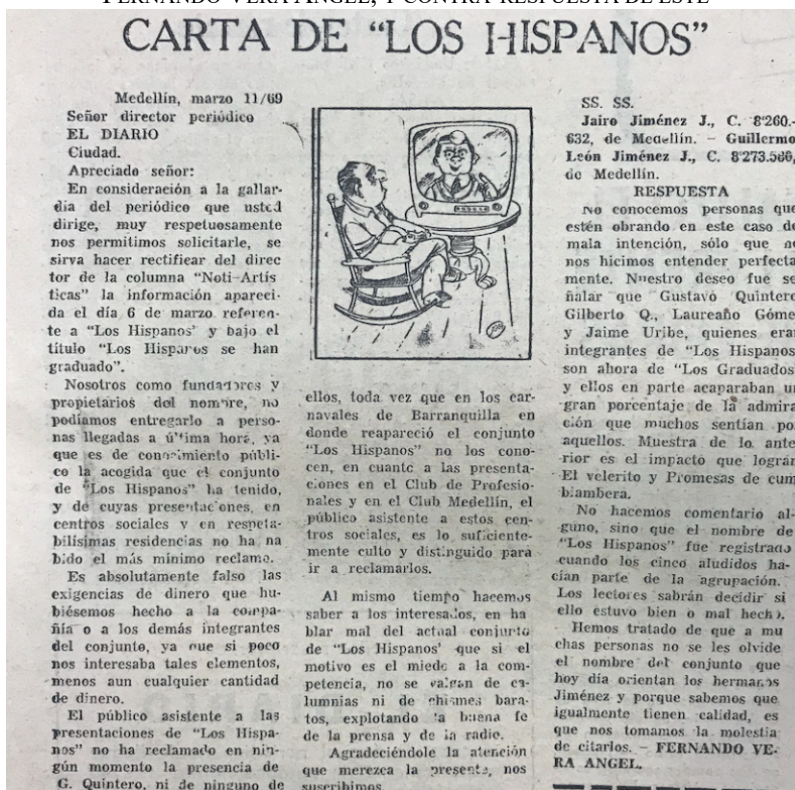 FERNANDO VERA ANGEL, Y CONTRA-RESPUESTA DE ESTE
CARTA DE “LOS HISPANOS”
Medellín, marzo 11/69
Señor director periódico
EL DIARIO
Ciudad.
Apreciado señor:
En consideración a la gallar-
día del periódico que usted
dirige, muy respetuosamente
nos permitimos solicitarle, se
sirva hacer rectificar del direc
tor de la columna “Noti-Artís
ticas” la información apareci-
da el día 6 de marzo referen-
te a “Los Hispanos” y bajo el
título “Los Hispanos se han
graduado”.
Nosotros como fundadores y
propietarios del nombre, no
podíamos entregarlo a perso-
nas llegadas a última hora, ya
que es de conocimiento públi-
co la acogida que el conjunto
de “Los Hispanos” ha tenido,
y de cuyas presentaciones, en
centros sociales y en respeta-
bilísimas residencias no ha ha
bido el más mínimo reclamo.
Es absolutamente falso las
exigencias de dinero que hu-
biésemos hecho a la compa-
ñía o a los demás integrantes
del conjunto, ya que si poco
nos interesaba tales elementos,
menos aun cualquier cantidad
de dinero.
El público asistente a las
presentaciones de “Los Hispa-
nos” no ha reclamado en nin-
gún momento la presencia de
G. Quintero, ni de ninguno de
ellos, toda vez que en los car-
navales de Barranquilla en
donde reapareció el conjunto
“Los Hispanos” no los cono-
cen, en cuanto a las presenta-
ciones en el Club de Profesio-
nales y en el Club Medellín, el
público asistente a estos cen-
tros sociales, es lo suficiente-
mente culto y distinguido para
ir a reclamarlos.
Al mismo tiempo hacemos
saber a los interesados, en ha
blar mal del actual conjunto
de “Los Hispanos’ que si el
motivo es el miedo a la com-
petencia, no se valgan de ca-
lumnias ni de chismes bara-
tos, explotando la buena fe
de la prensa y de la radio.
Agradeciéndole la atención
que merezca la presente, nos
suscribimos
SS. SS.
Jairo Jiménez J., C. 8’260.-
632, de Medellín. – Guillermo
León Jiménez J., C. 8’273.566,
de Medellín.
RESPUESTA
No conocemos personas que
estén obrando en este caso de
mala intención, sólo que no
nos hicimos entender perfecta
mente. Nuestro deseo fue se
ñalar que Gustavo Quintero
Gilberto Q., Laureano Góme
y Jaime Uribe, quienes eran
integrantes de “Los Hispanos
son ahora de “Los Graduados
y ellos en parte acaparaban un
gran porcentaje de la admira
ción que muchos sentían po
aquellos. Muestra de lo ante
rior es el impacto que logran
El velerito y Promesas de cum
biambera.
No hacemos comentario al-
guno, sino que el nombre de
“Los Hispanos” fue registrado
cuando los cinco aludidos ha-
cían parte de la agrupación.
Los lectores sabrán decidir si
ello estuvo bien o mal hecho.
Hemos tratado de que a mu
chas personas no se les olvide
el nombre del conjunto que
hoy día orientan los hermanos
Jiménez y porque sabemos que
igualmente tienen calidad, es
que nos tomamos la molestia
de citarlos. – FERNANDO VE-
RA ANGEL.